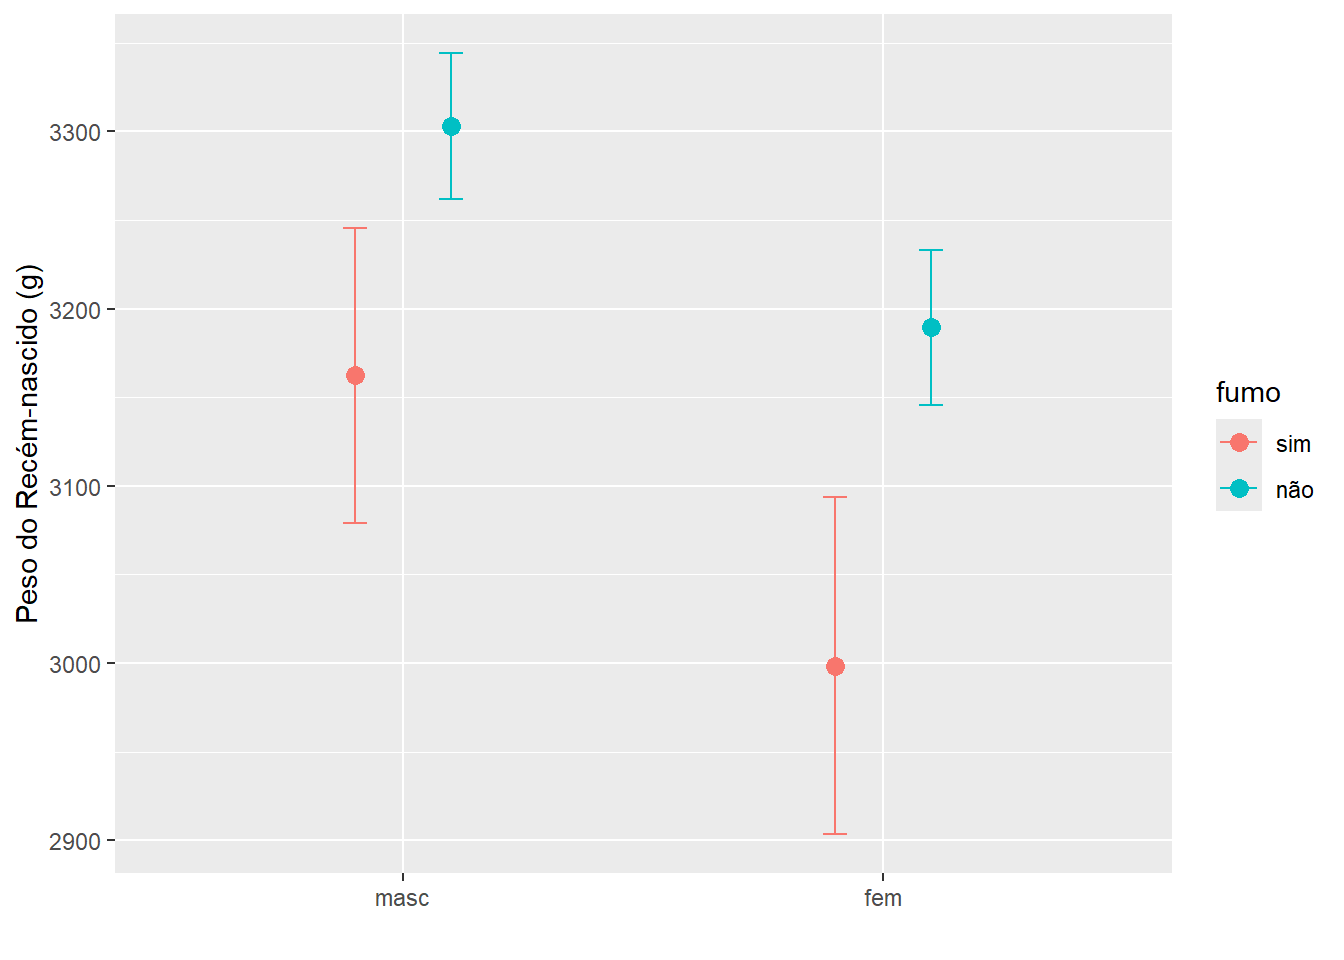 Peso do Recém-nascido (g)
3300
3200
3100
3000
2900
masc
fem
fumo
sim
não